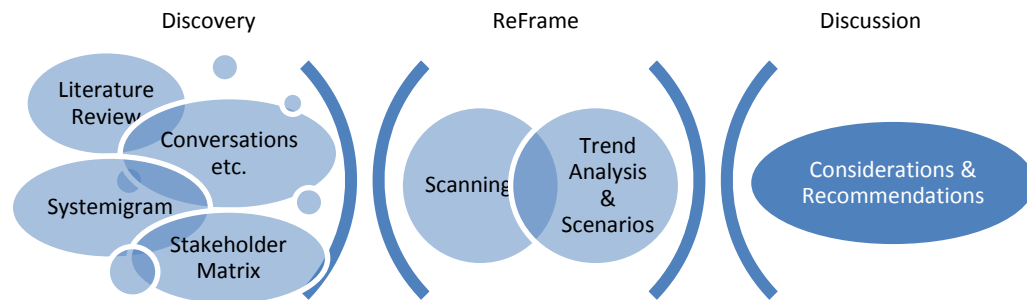 Discovery
ReFrame
Discussion
Literature
Review
Conversations
etc.
Systemigram
Stakeholder
Matrix
Scanning
Trend
Analysis
&
Scenarios
Considerations &
Recommendations